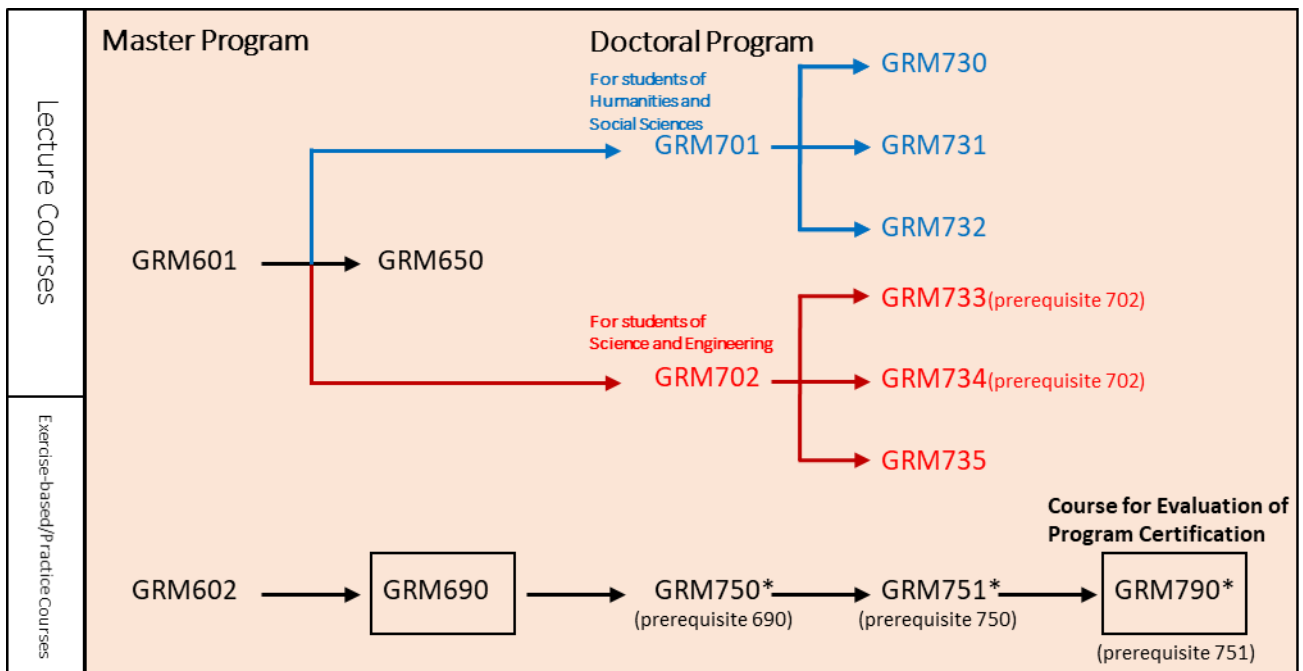 Lecture Courses
Exercise-based/Practice Courses
Master Program
Doctoral Program
For students of
Humanities and
Social Sciences
GRM701
GRM730
GRM731
GRM732
GRM601
GRM650
For students of
Science and Engineering
GRM702
GRM733(prerequisite 702)
GRM734(prerequisite 702)
GRM735
Course for Evaluation of
Program Certification
GRM602
GRM690
GRM750*
(prerequisite 690)
GRM751*
(prerequisite 750)
GRM790*
(prerequisite 751)